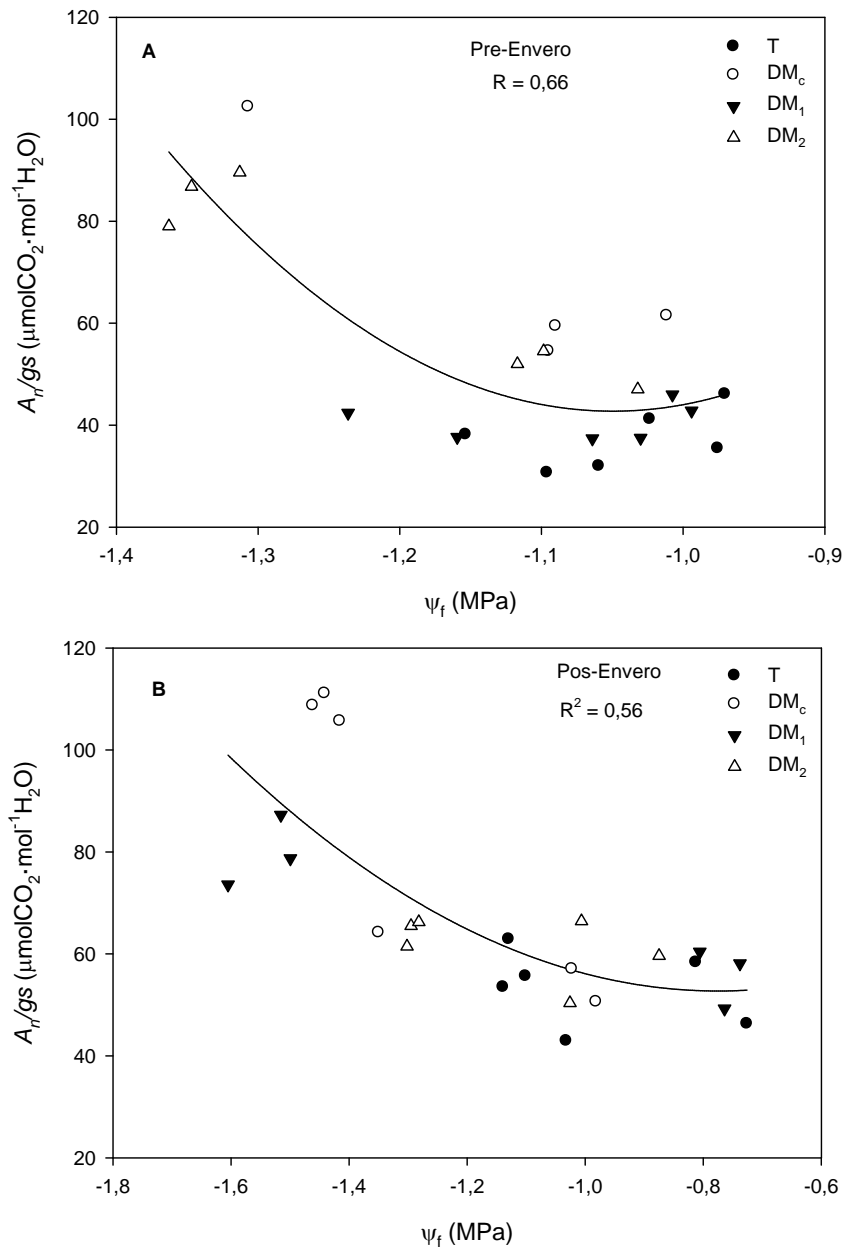 A
Pre-Envero
R = 0,66
T
DMc
DM1
DM2
120
100
80
60
40
20
An/gs (µmolCO2·mol-1H2O)
-1,4
-1,3
-1,2
-1,1
-1,0
-0,9
ψf (MPa)
B
Pos-Envero
R2 = 0,56
T
DMc
DM1
DM2
120
100
80
60
40
20
An/gs (µmolCO2·mol-1H2O)
-1,8
-1,6
-1,4
-1,2
-1,0
-0,8
-0,6
ψf (MPa)